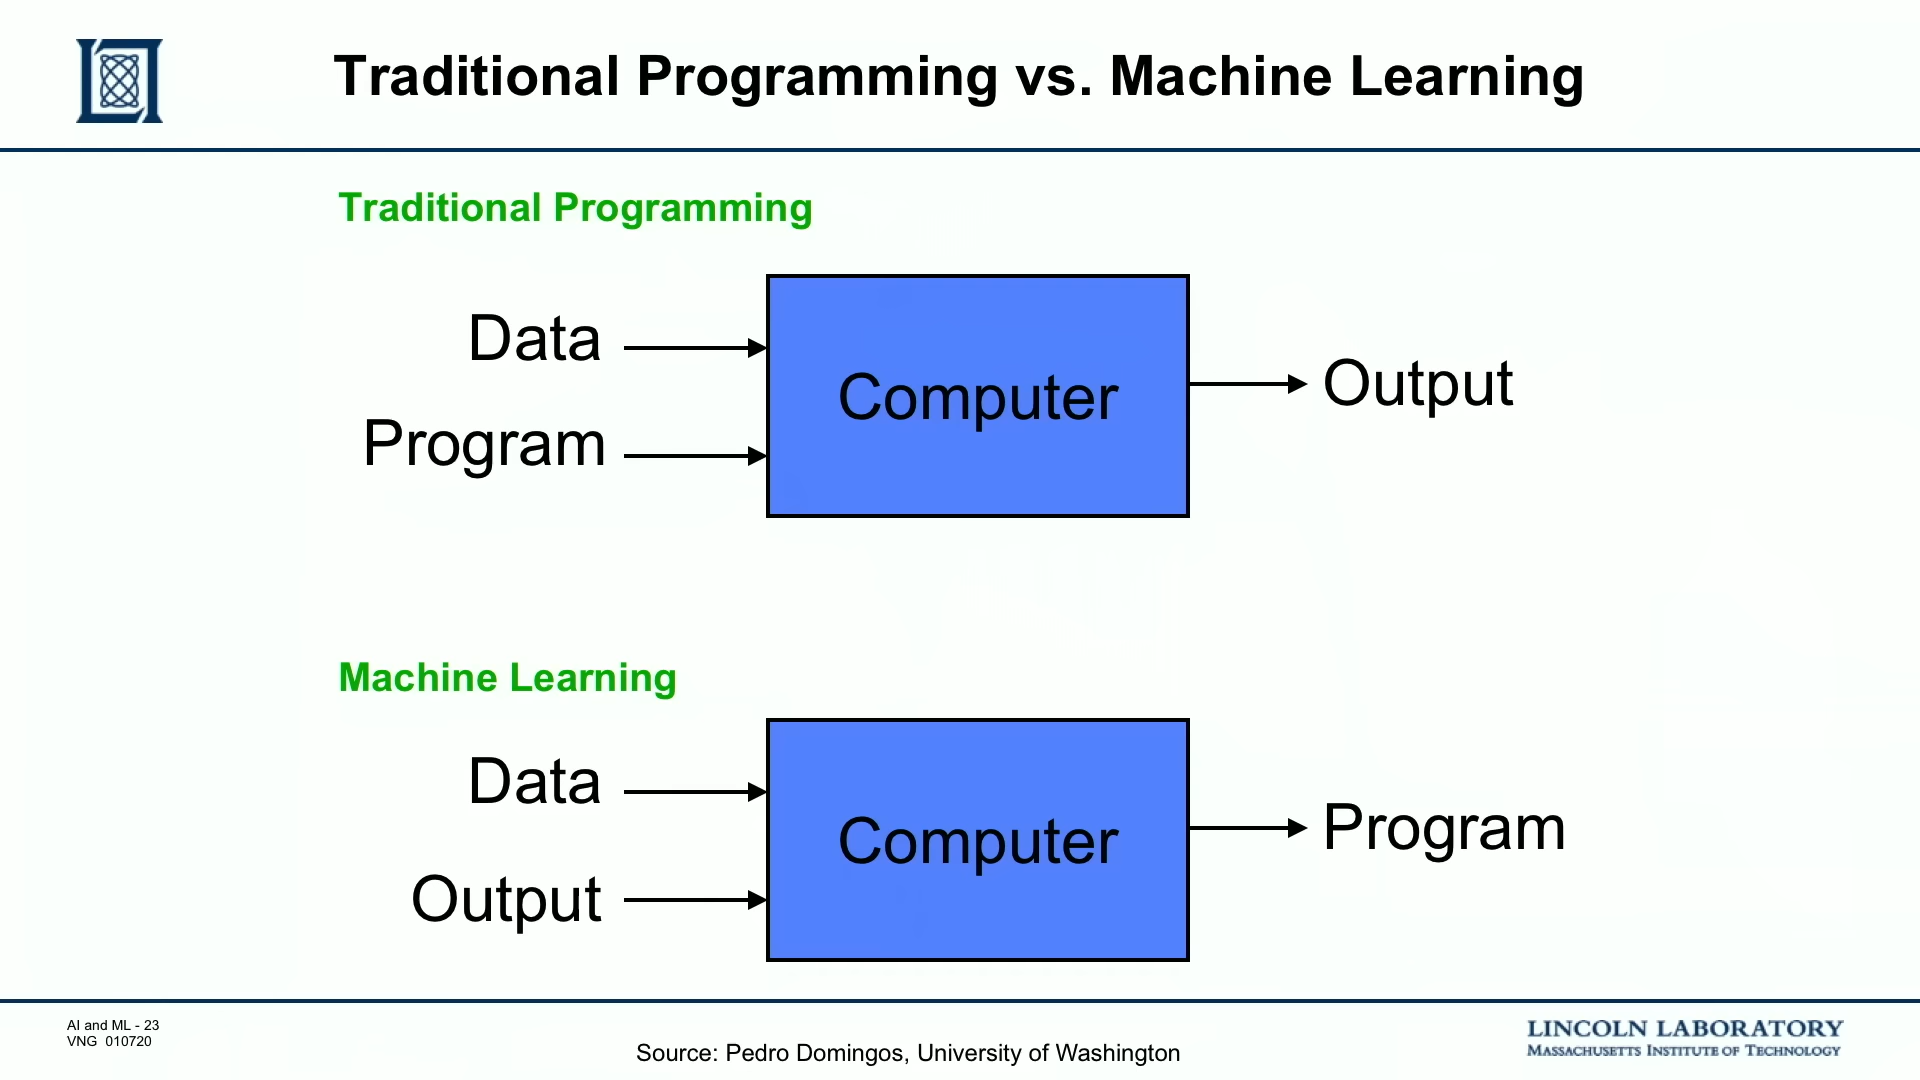 Traditional Programming vs. Machine Learning
Traditional Programming
Data
Program
Computer
Output
Machine Learning
Data
Output
Computer
Program
AI and ML - 23
VNG 010720
Source: Pedro Domingos, University of Washington
LINCOLN LABORATORY
MASSACHUSETTS INSTITUTE OF TECHNOLOGY